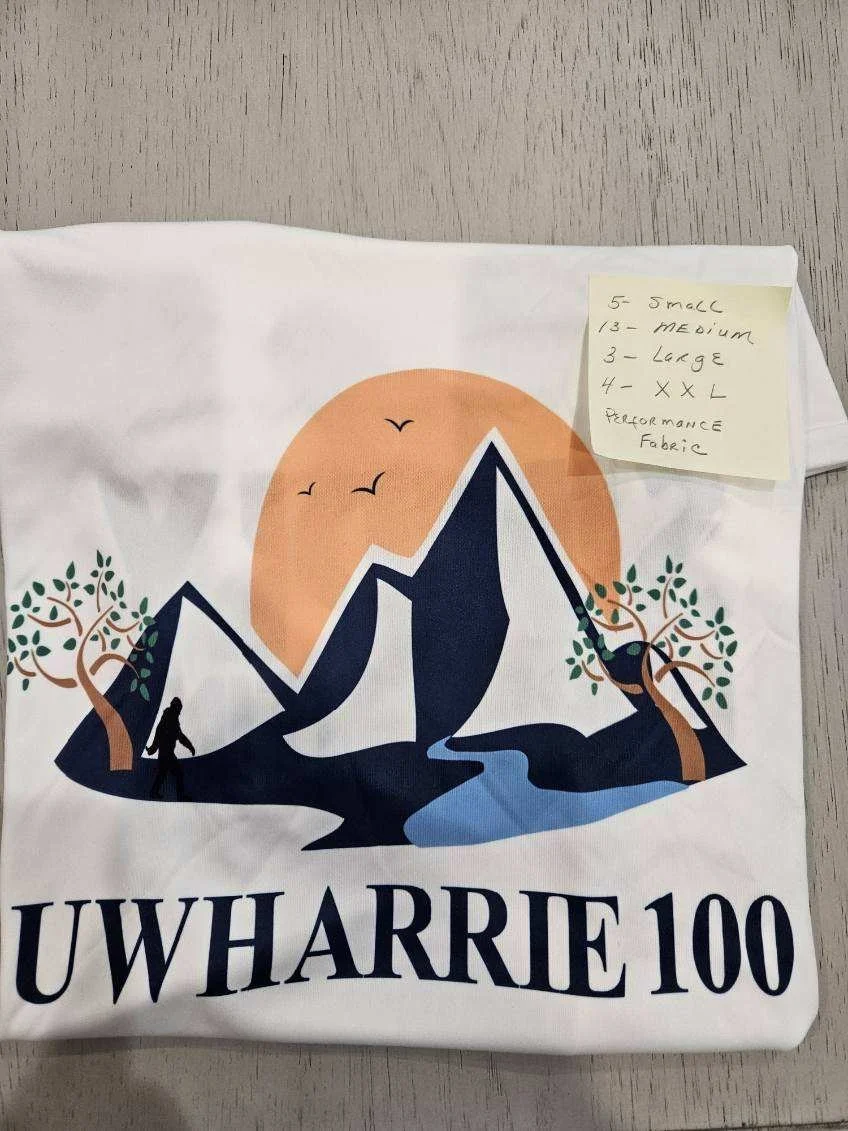 5- Small
13- MEDIUM
3- LargE
4- XXL
PERFORMANCE
Fabric
UWHARRIE 100